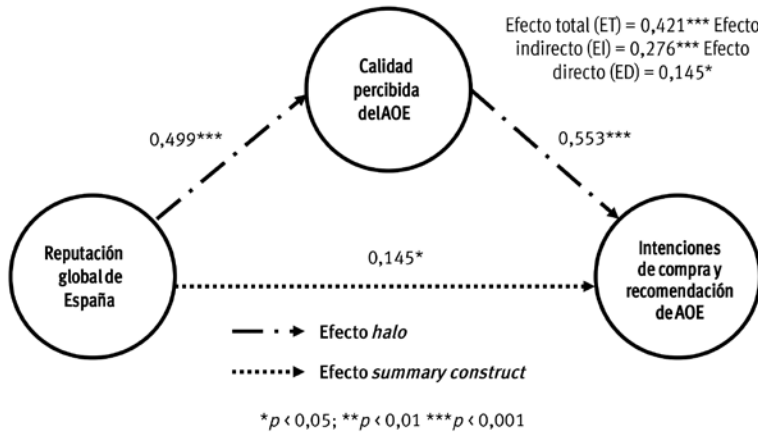 Efecto total (ET) = 0,421*** Efecto
indirecto (EI) = 0,276*** Efecto
directo (ED) = 0,145*
Calidad
percibida
delAOE
0,499***
0,553***
Reputación
global de
España
0,145*
Intenciones
de compra y
recomendación
de AOE
Efecto halo
Efecto summary construct
*p < 0,05; **p < 0,01 ***p < 0,001